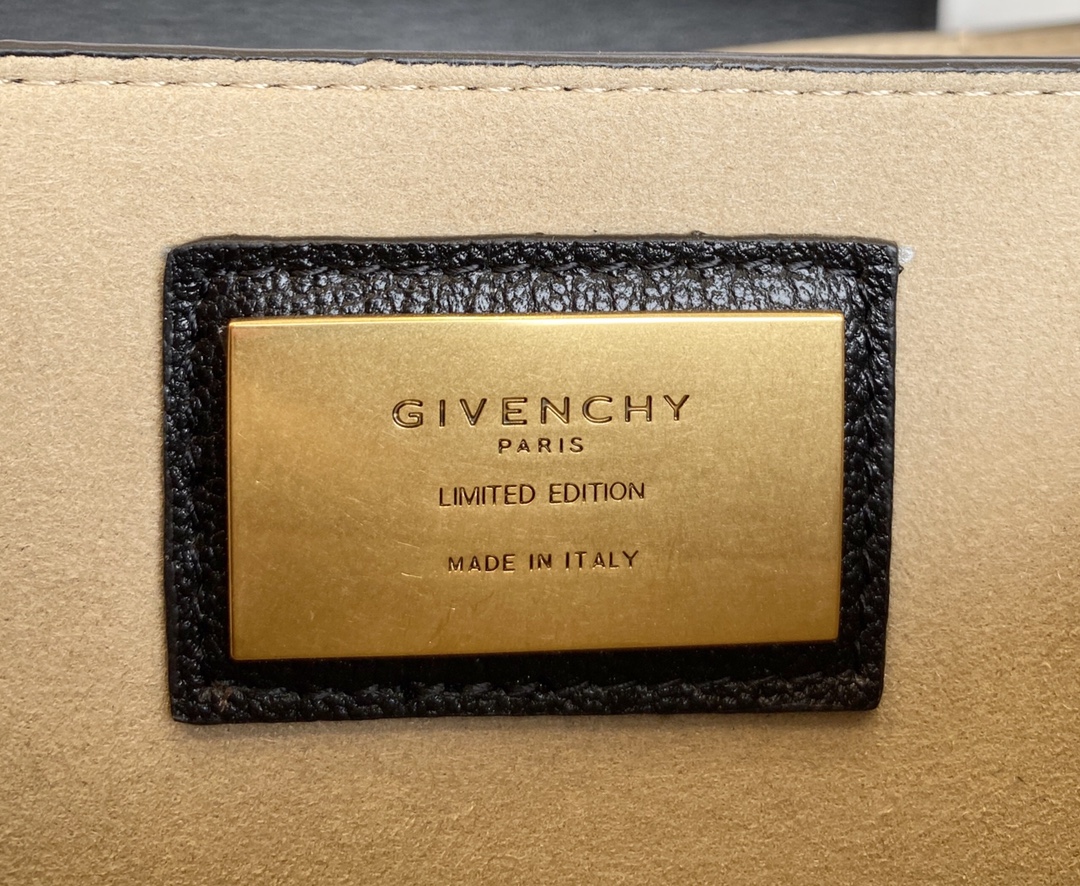 GIVENCHY
PARIS
LIMITED EDITION
MADE IN ITALY